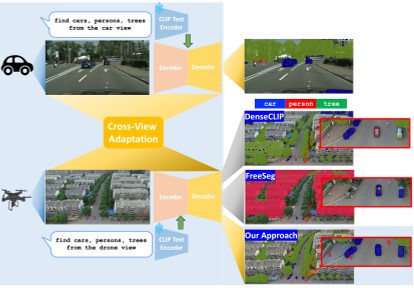 find cars, persons, trees
from the car view
CLIP Text
Encoder
Encoder
Decoder
car
person
tree
DenseCLIP
Cross-View
Adaptation
FreeSeg
Encoder
Decoder
Our Approach
find cars, persons, trees
from the drone view
CLIP Text
Encoder